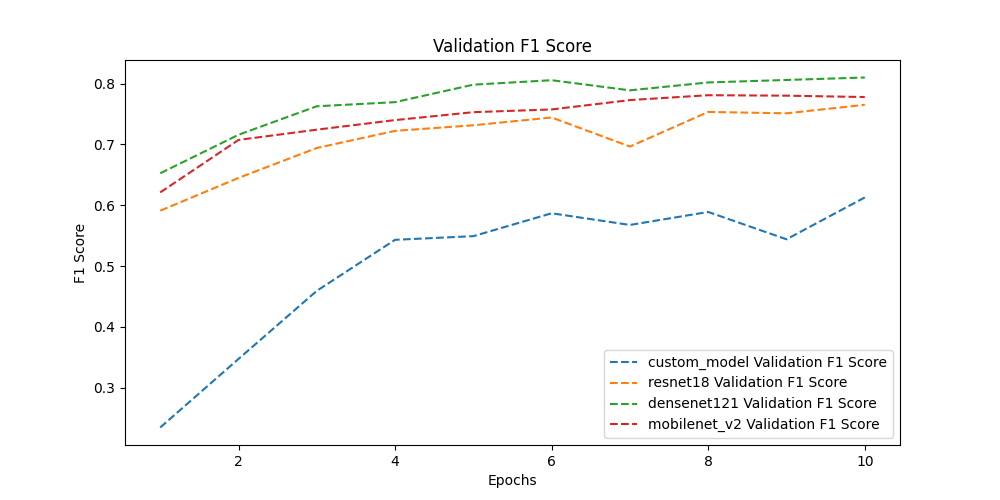 Validation F1 Score
F1 Score
0.8
0.7
0.6
0.5
0.4
0.3
2
4
6
8
10
Epochs
custom_model Validation F1 Score
resnet18 Validation F1 Score
densenet121 Validation F1 Score
mobilenet_v2 Validation F1 Score